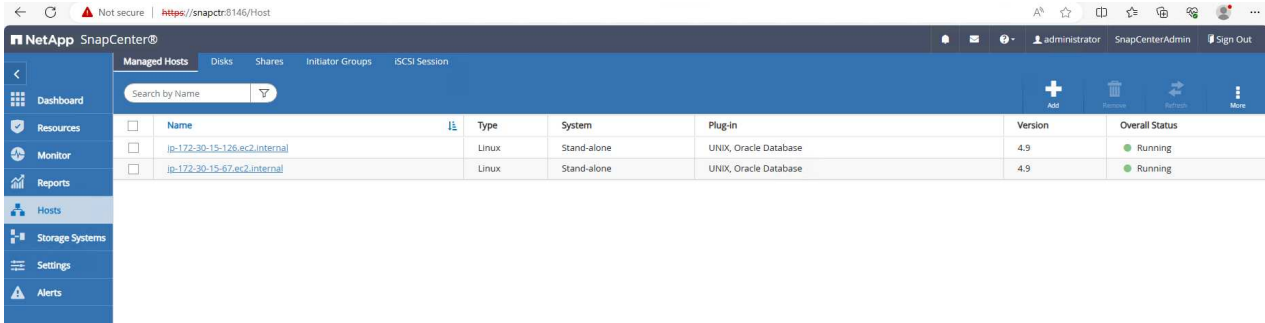 Not secure | https://snapctr:8146/Host
NetApp SnapCenter®
administrator SnapCenterAdmin Sign Out
Managed Hosts Disks Shares Initiator Groups iSCSI Session
Search by Name
Add Remove Refresh More
Dashboard
Resources
Monitor
Reports
Hosts
Storage Systems
Settings
Alerts
Name Type System Plug-in Version Overall Status
ip-172-30-15-126.ec2.internal Linux Stand-alone UNIX, Oracle Database 4.9 Running
ip-172-30-15-67.ec2.internal Linux Stand-alone UNIX, Oracle Database 4.9 Running